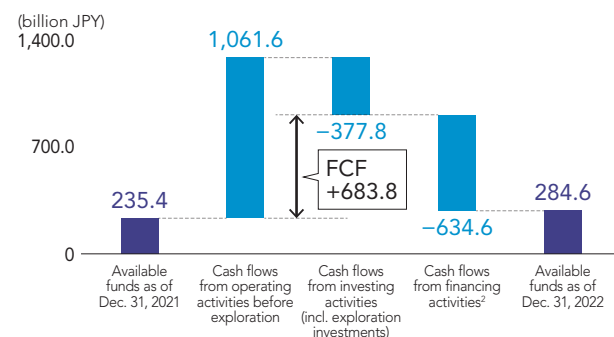 (billion JPY)
1,400.0
700.0
0
235.4
1,061.6
−377.8
FCF
+683.8
−634.6
284.6
Available
funds as of
Dec. 31, 2021
Cash flows
from operating
activities before
exploration
Cash flows
from investing
activities
(incl. exploration
investments)
Cash flows
from financing
activities²
Available
funds as of
Dec. 31, 2022